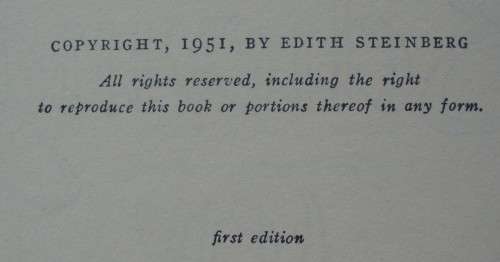 COPYRIGHT, 1951, BY EDITH STEINBERG
All rights reserved, including the right
to reproduce this book or portions thereof in any form.
first edition